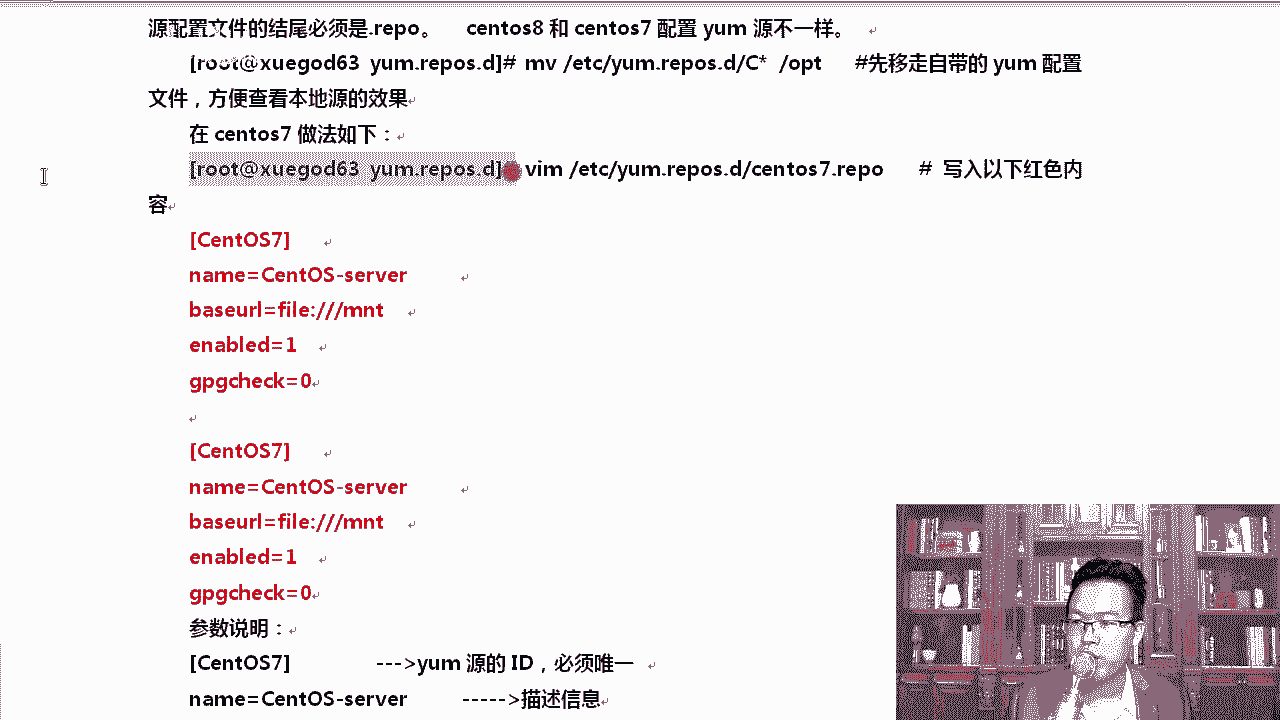 源配置文件的结尾必须是.repo。 centos8 和 centos7 配置 yum 源不一样。
[root@xuegod63 yum.repos.d]# mv /etc/yum.repos.d/C* /opt #先移走自带的 yum 配置
文件，方便查看本地源的效果
在 centos7 做法如下：
[root@xuegod63 yum.repos.d]# vim /etc/yum.repos.d/centos7.repo # 写入以下红色内
容
[CentOS7]
name=CentOS-server
baseurl=file:///mnt
enabled=1
gpgcheck=0
[CentOS7]
name=CentOS-server
baseurl=file:///mnt
enabled=1
gpgcheck=0
参数说明：
[CentOS7] --->yum 源的 ID，必须唯一
name=CentOS-server ----->描述信息